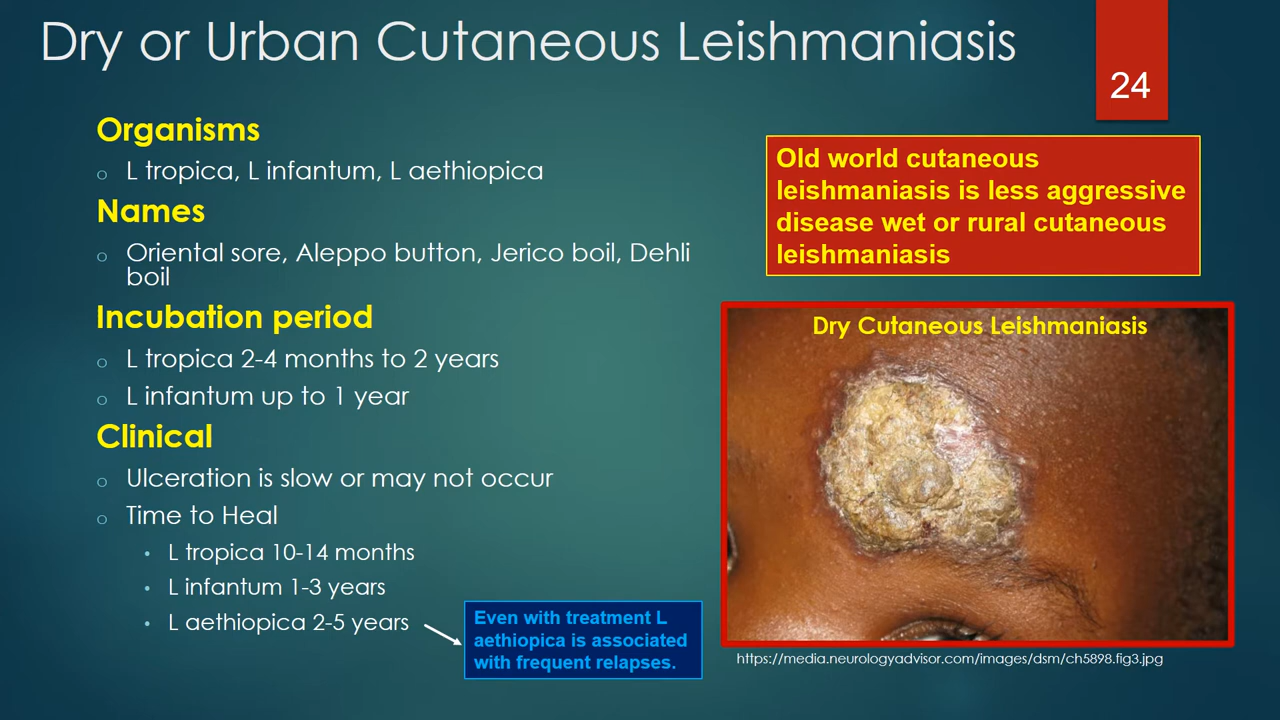 Dry or Urban Cutaneous Leishmaniasis
24
Organisms
o L tropica, L infantum, L aethiopica
Names
o Oriental sore, Aleppo button, Jerico boil, Dehli
boil
Incubation period
o L tropica 2-4 months to 2 years
o L infantum up to 1 year
Clinical
o Ulceration is slow or may not occur
o Time to Heal
• L tropica 10-14 months
• L infantum 1-3 years
• L aethiopica 2-5 years
Even with treatment L
aethiopica is associated
with frequent relapses.
Old world cutaneous
leishmaniasis is less aggressive
disease wet or rural cutaneous
leishmaniasis
Dry Cutaneous Leishmaniasis
https://media.neurologyadvisor.com/images/dsm/ch5898.fig3.jpg